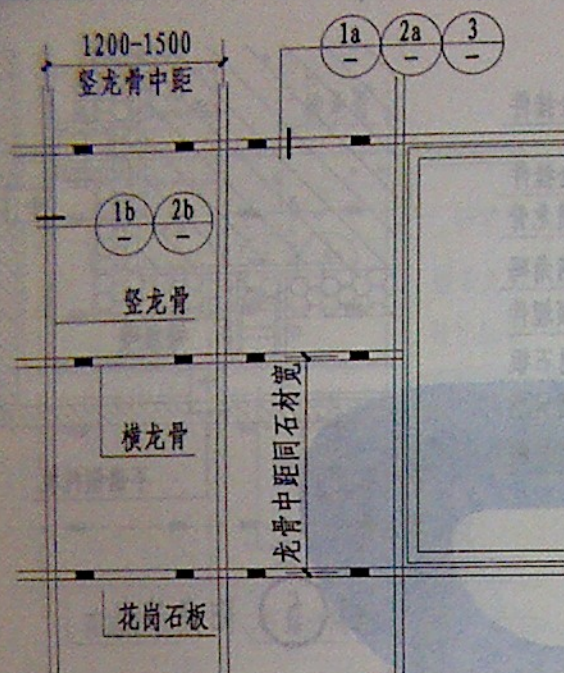 1200-1500
竖龙骨中距
1a 2a 3
- - -
1b 2b
- -
竖龙骨
横龙骨
龙骨中距同石材宽
花岗石板